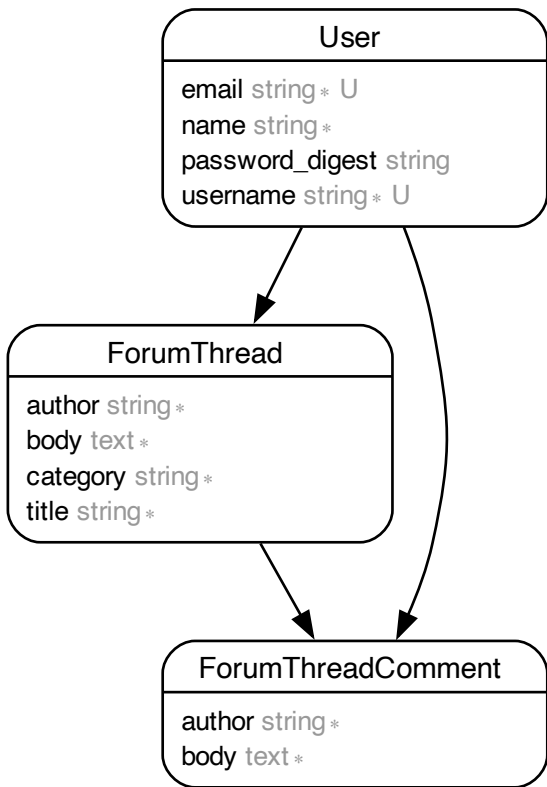 User
email string* U
name string*
password_digest string
username string* U
ForumThread
author string*
body text*
category string*
title string*
ForumThreadComment
author string*
body text*